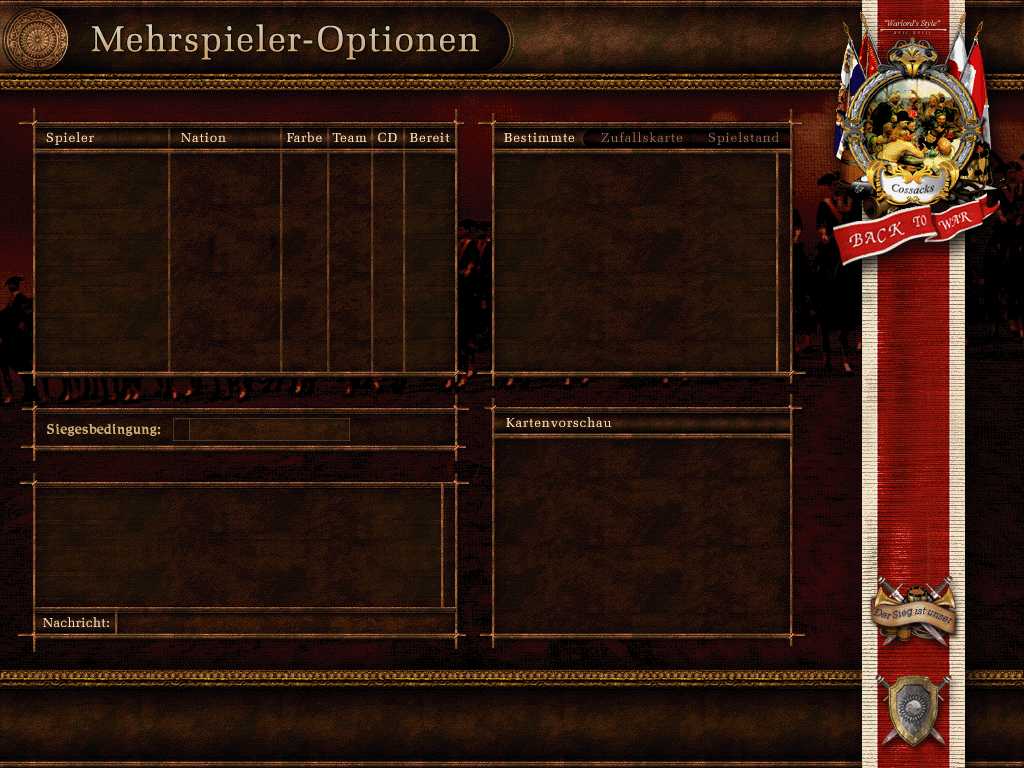 Mehrspieler-Optionen
"Warlord's Style"
Spieler Nation Farbe Team CD Bereit
Bestimmte Zufallskarte Spielstand
Cossacks
BACK TO WAR
Siegesbedingung:
Kartenvorschau
Der Sieg ist unser
Nachricht: